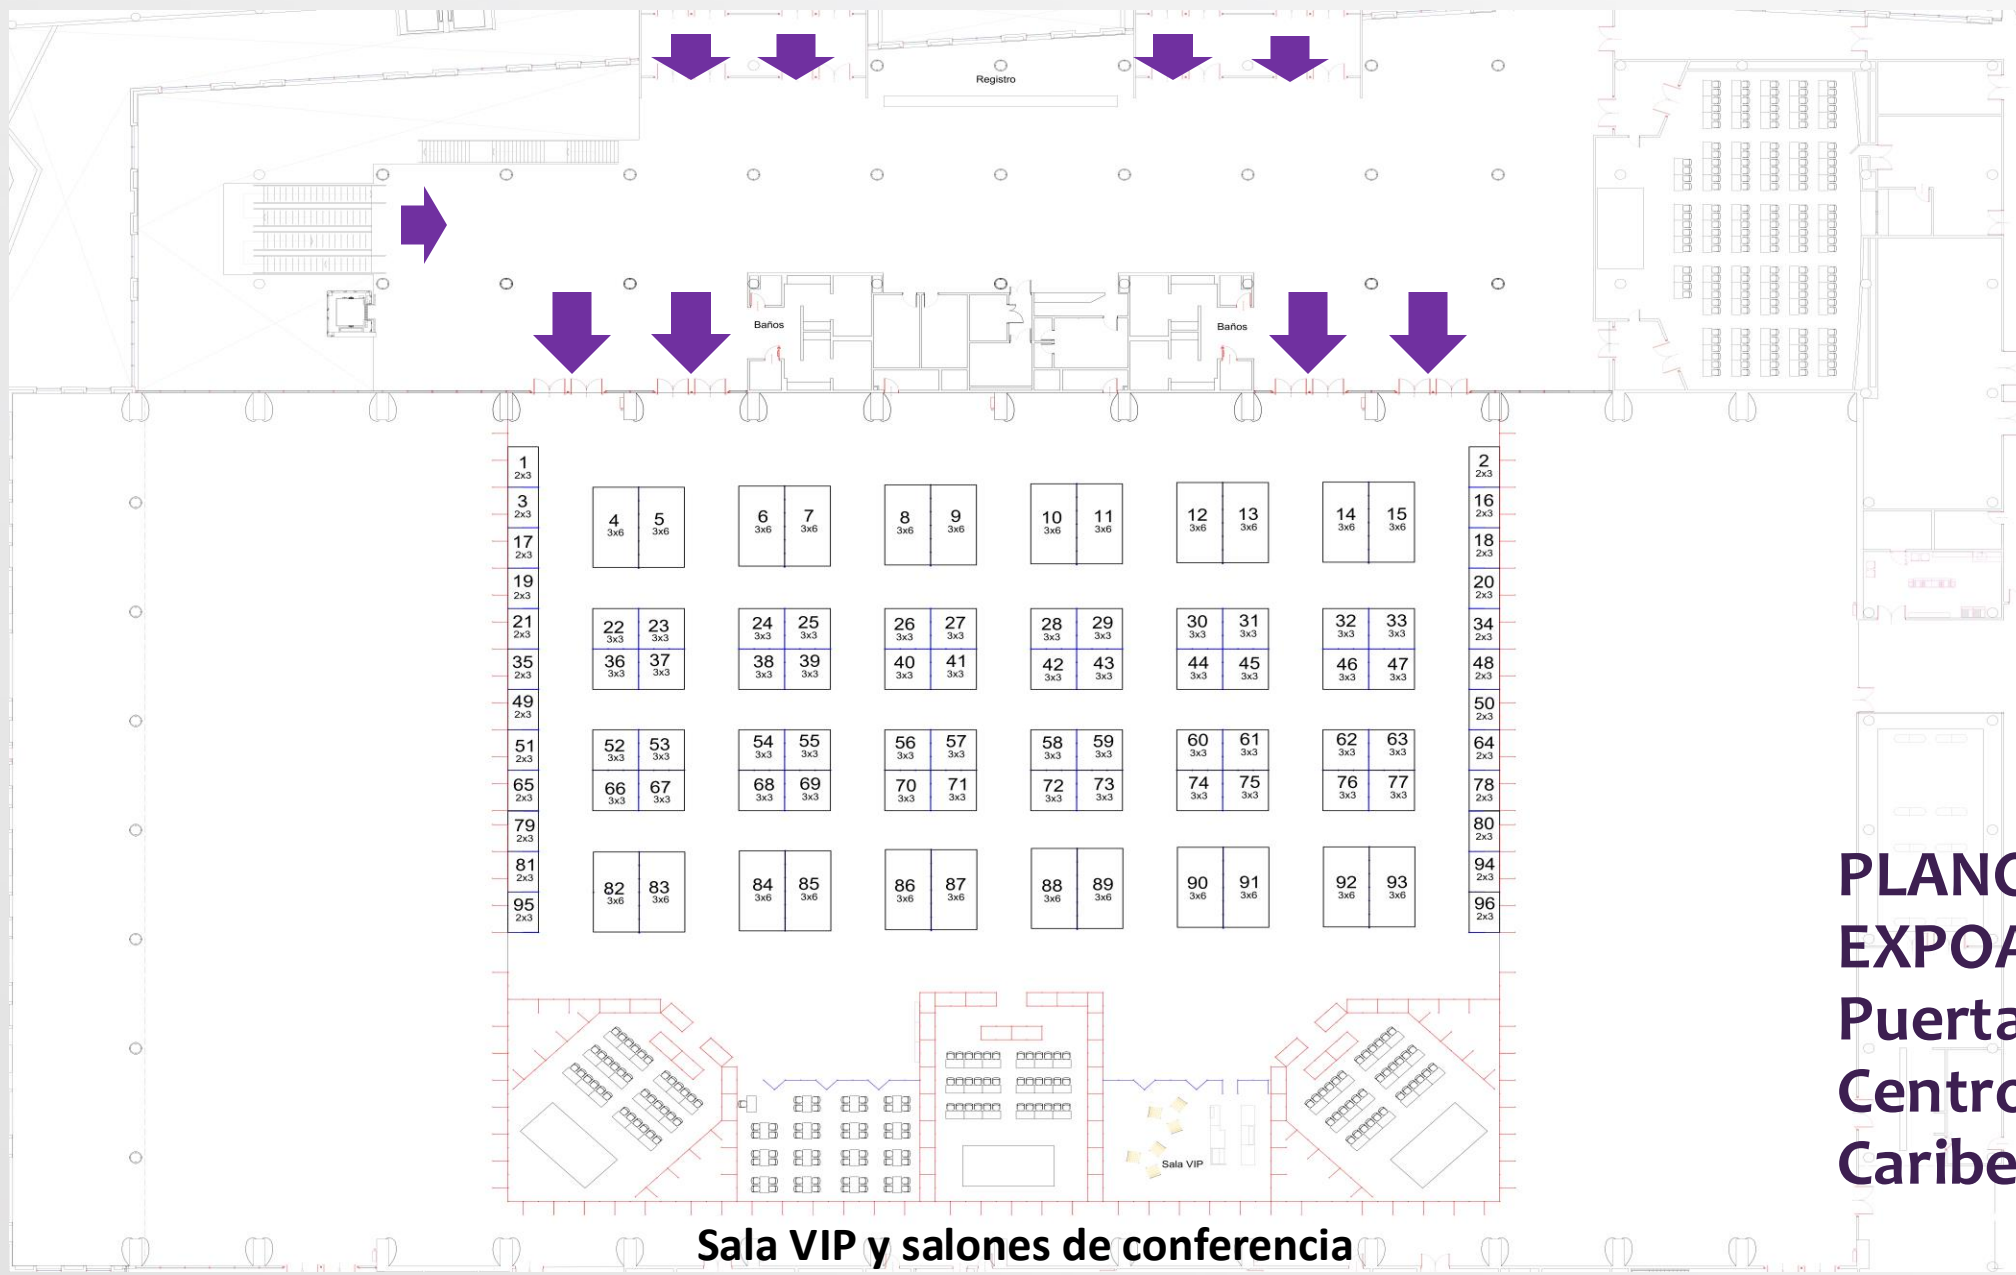 Registro
Baños
Baños
1
2x3
2
2x3
3
2x3
4
3x6
5
3x6
6
3x6
7
3x6
8
3x6
9
3x6
10
3x6
11
3x6
12
3x6
13
3x6
14
3x6
15
3x6
16
2x3
17
2x3
18
2x3
19
2x3
20
2x3
21
2x3
22
3x3
23
3x3
24
3x3
25
3x3
26
3x3
27
3x3
28
3x3
29
3x3
30
3x3
31
3x3
32
3x3
33
3x3
34
2x3
35
2x3
36
3x3
37
3x3
38
3x3
39
3x3
40
3x3
41
3x3
42
3x3
43
3x3
44
3x3
45
3x3
46
3x3
47
3x3
48
2x3
49
2x3
50
2x3
51
2x3
52
3x3
53
3x3
54
3x3
55
3x3
56
3x3
57
3x3
58
3x3
59
3x3
60
3x3
61
3x3
62
3x3
63
3x3
64
2x3
65
2x3
66
3x3
67
3x3
68
3x3
69
3x3
70
3x3
71
3x3
72
3x3
73
3x3
74
3x3
75
3x3
76
3x3
77
3x3
78
2x3
79
2x3
80
2x3
81
2x3
82
3x6
83
3x6
84
3x6
85
3x6
86
3x6
87
3x6
88
3x6
89
3x6
90
3x6
91
3x6
92
3x6
93
3x6
94
2x3
95
2x3
96
2x3
PLANO
EXPOA
Puerta
Centro
Caribe
Sala VIP
Sala VIP y salones de conferencia